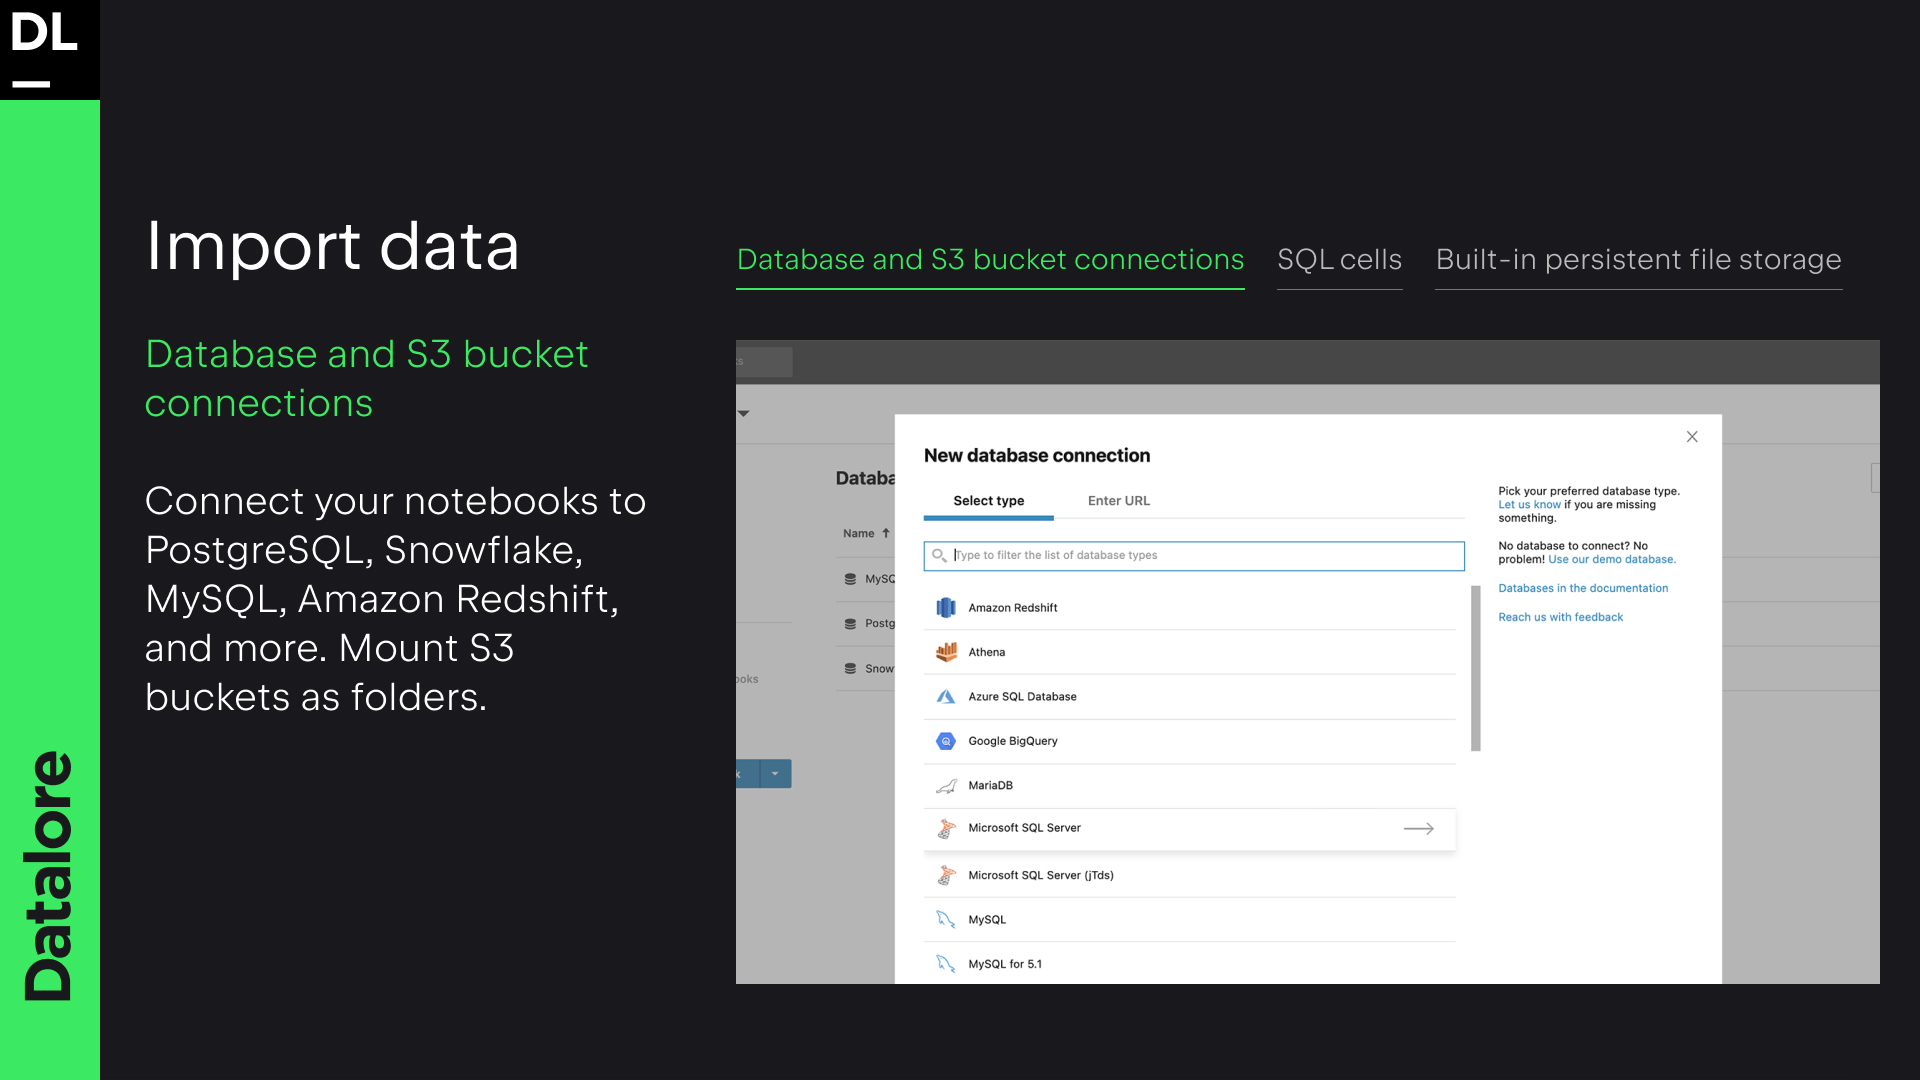 DL
Datalore
Import data
Database and S3 bucket
connections
Connect your notebooks to
PostgreSQL, Snowflake,
MySQL, Amazon Redshift,
and more. Mount S3
buckets as folders.
Database and S3 bucket connections
SQL cells
Built-in persistent file storage
Databa
Name
MySQ
Postg
Snow
ooks
k
New database connection
Select type
Enter URL
Type to filter the list of database types
Amazon Redshift
Athena
Azure SQL Database
Google BigQuery
MariaDB
Microsoft SQL Server
Microsoft SQL Server (jTds)
MySQL
MySQL for 5.1
Pick your preferred database type.
Let us know if you are missing
something.
No database to connect? No
problem! Use our demo database.
Databases in the documentation
Reach us with feedback